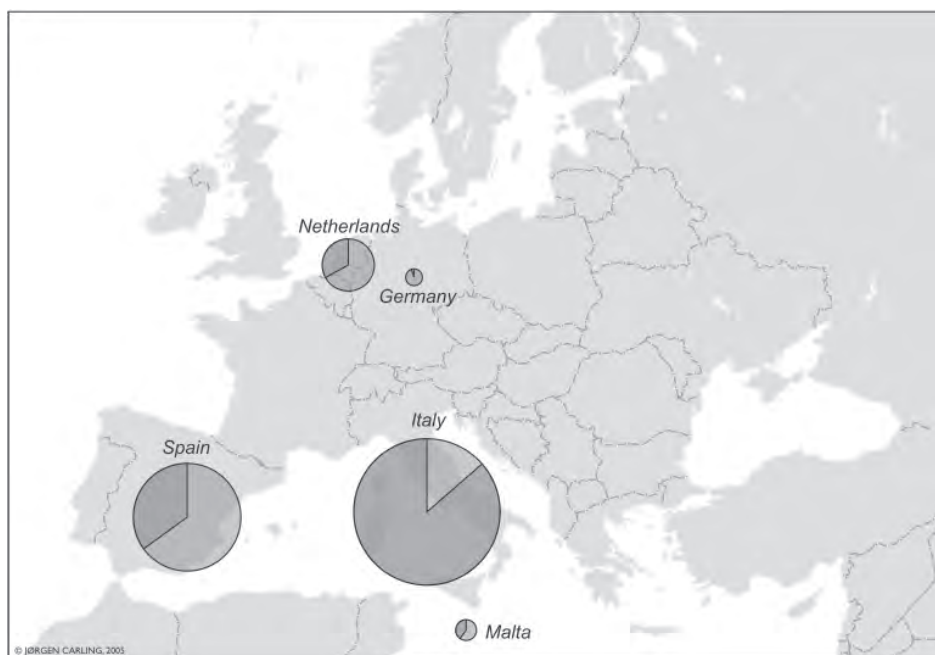 Netherlands
Germany
Italy
Spain
Malta
© JØRGEN CARLING, 2005